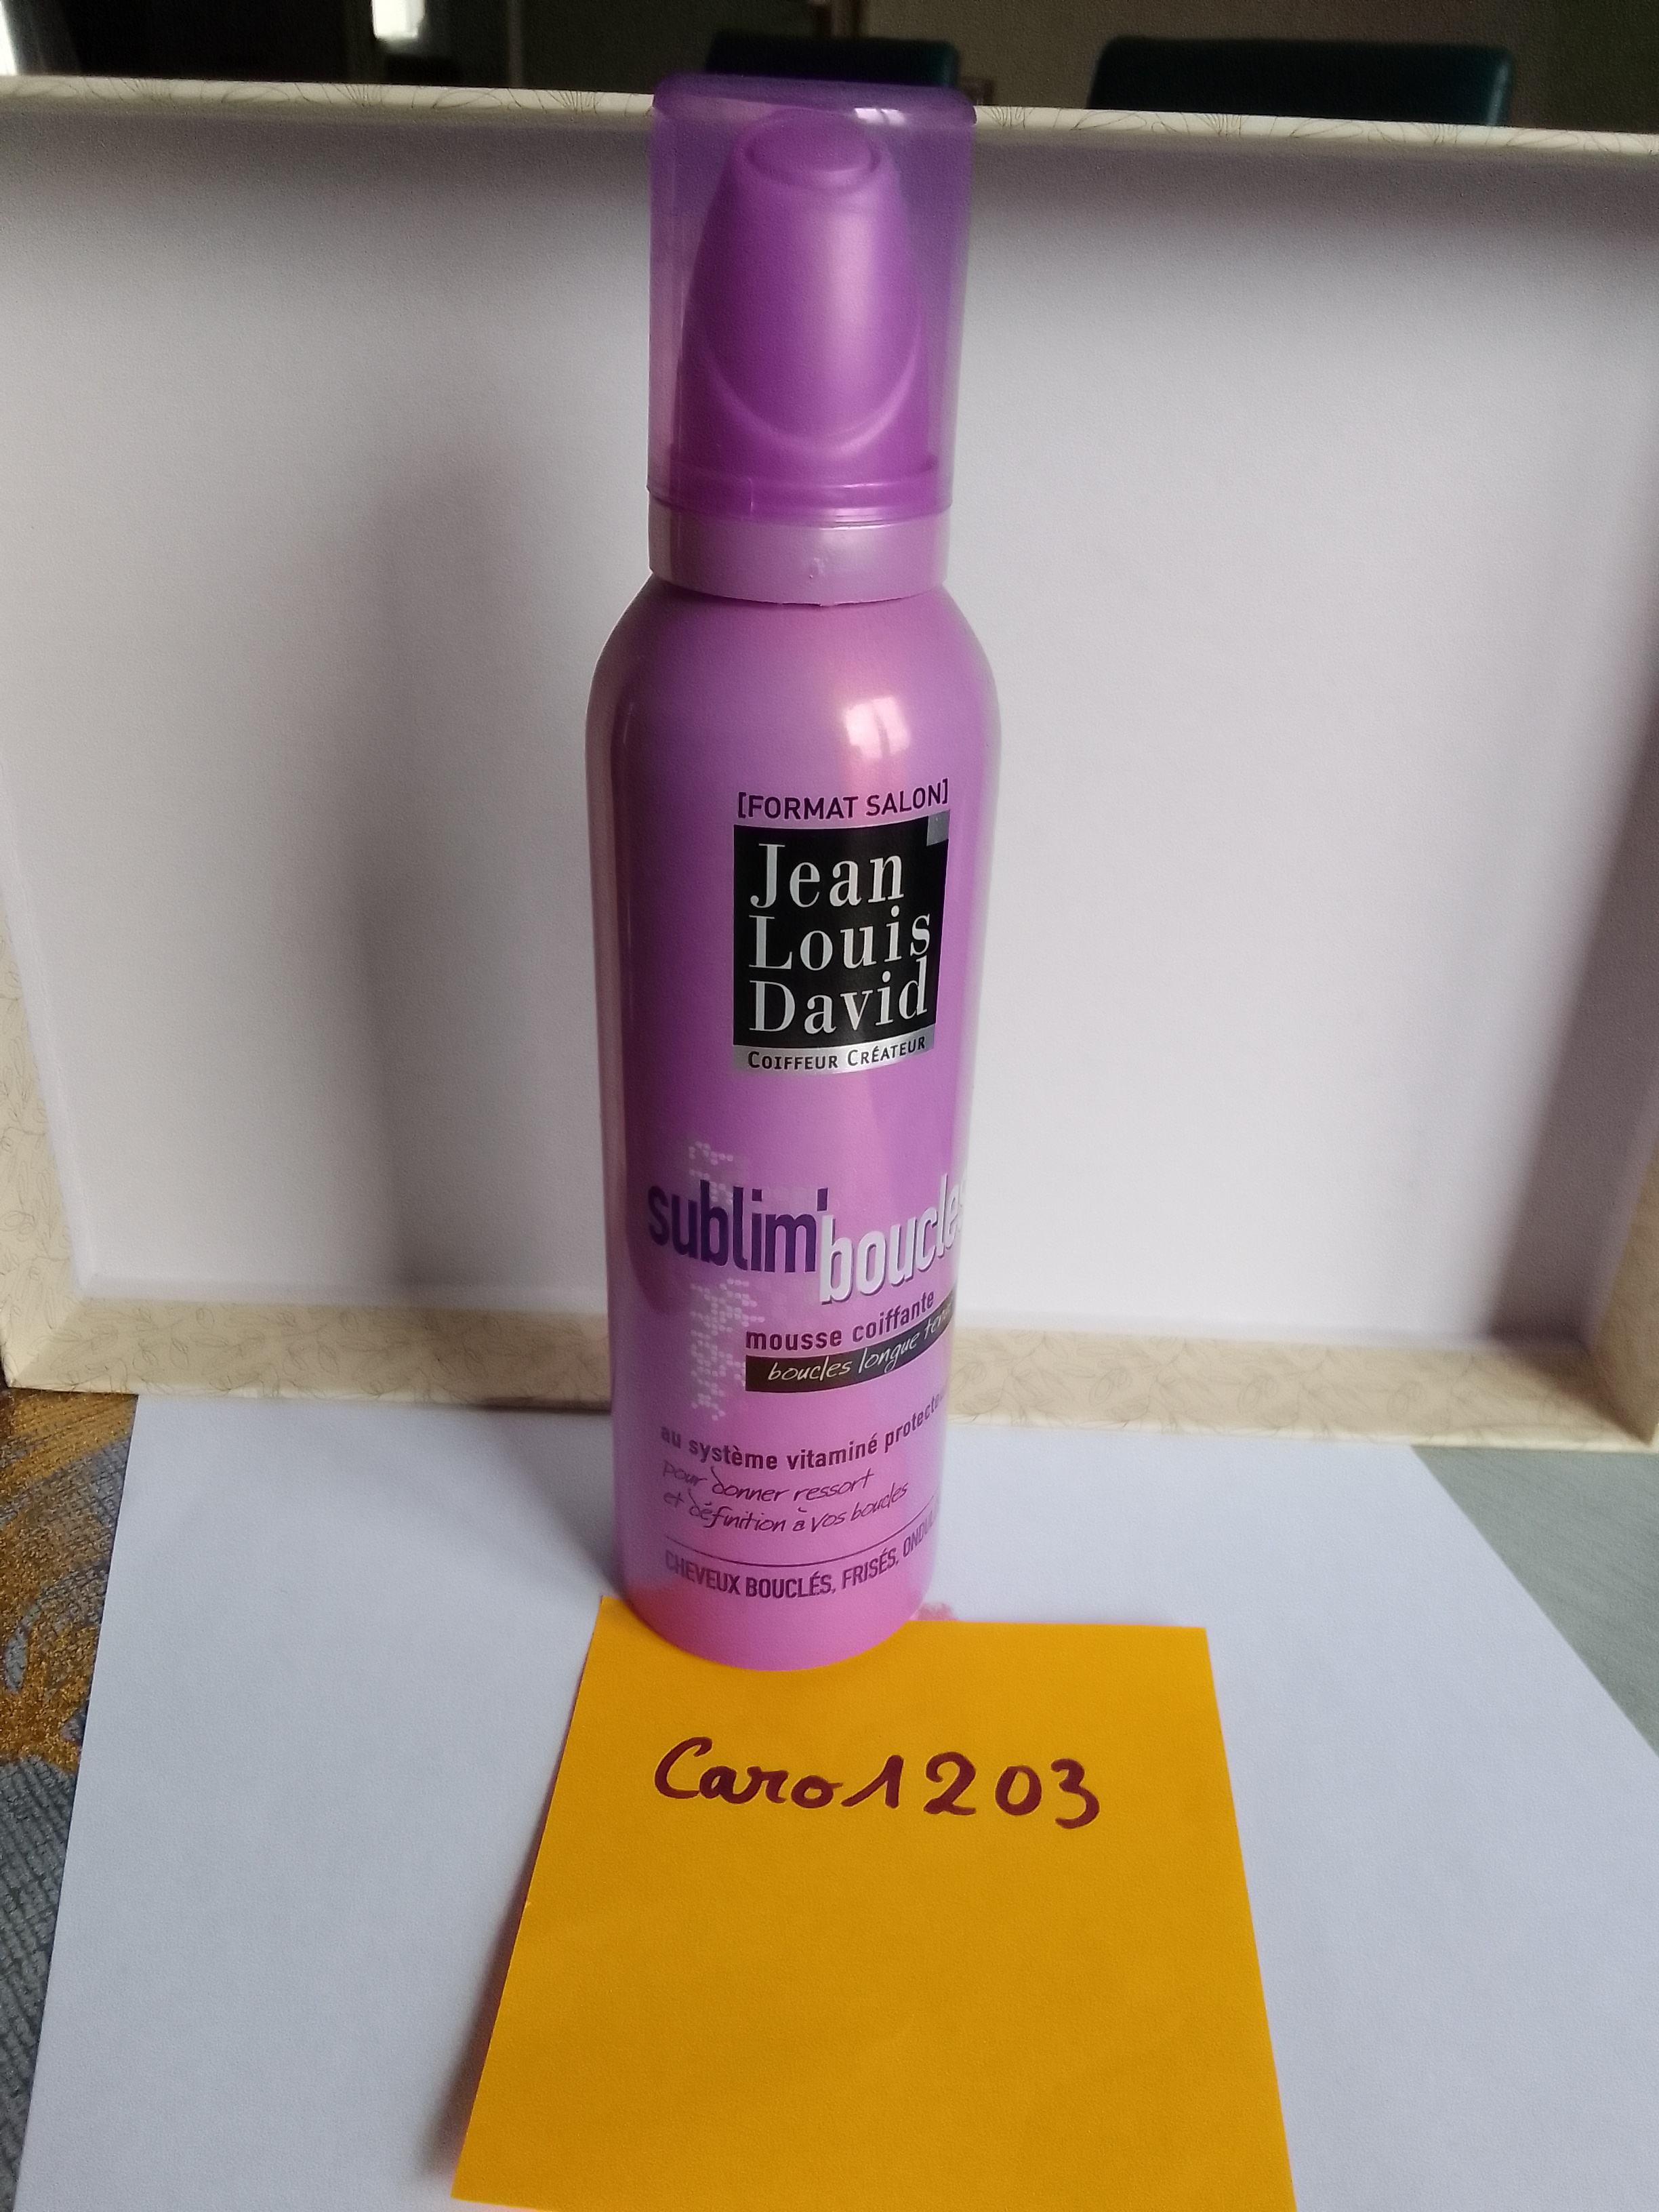 [FORMAT SALON]
Jean
Louis
David
COIFFEUR CRÉATEUR
sublim'boucles
mousse coiffante
boucles longue
au système vitaminé
pour donner ressort
et définition à vos boucles
CHEVEUX BOUCLÉS, FRISÉS,
Caro1203